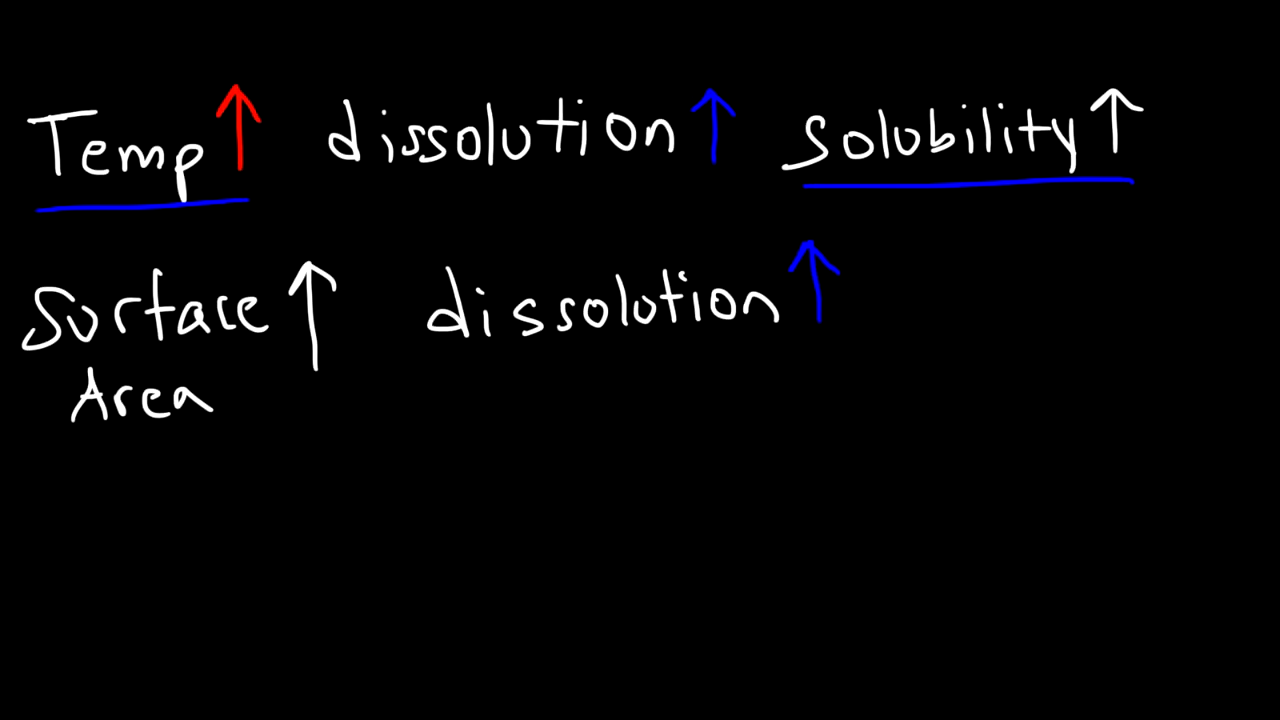 Temp ↑ dissolution ↑ Solubility ↑
Surface ↑ dissolution ↑
Area